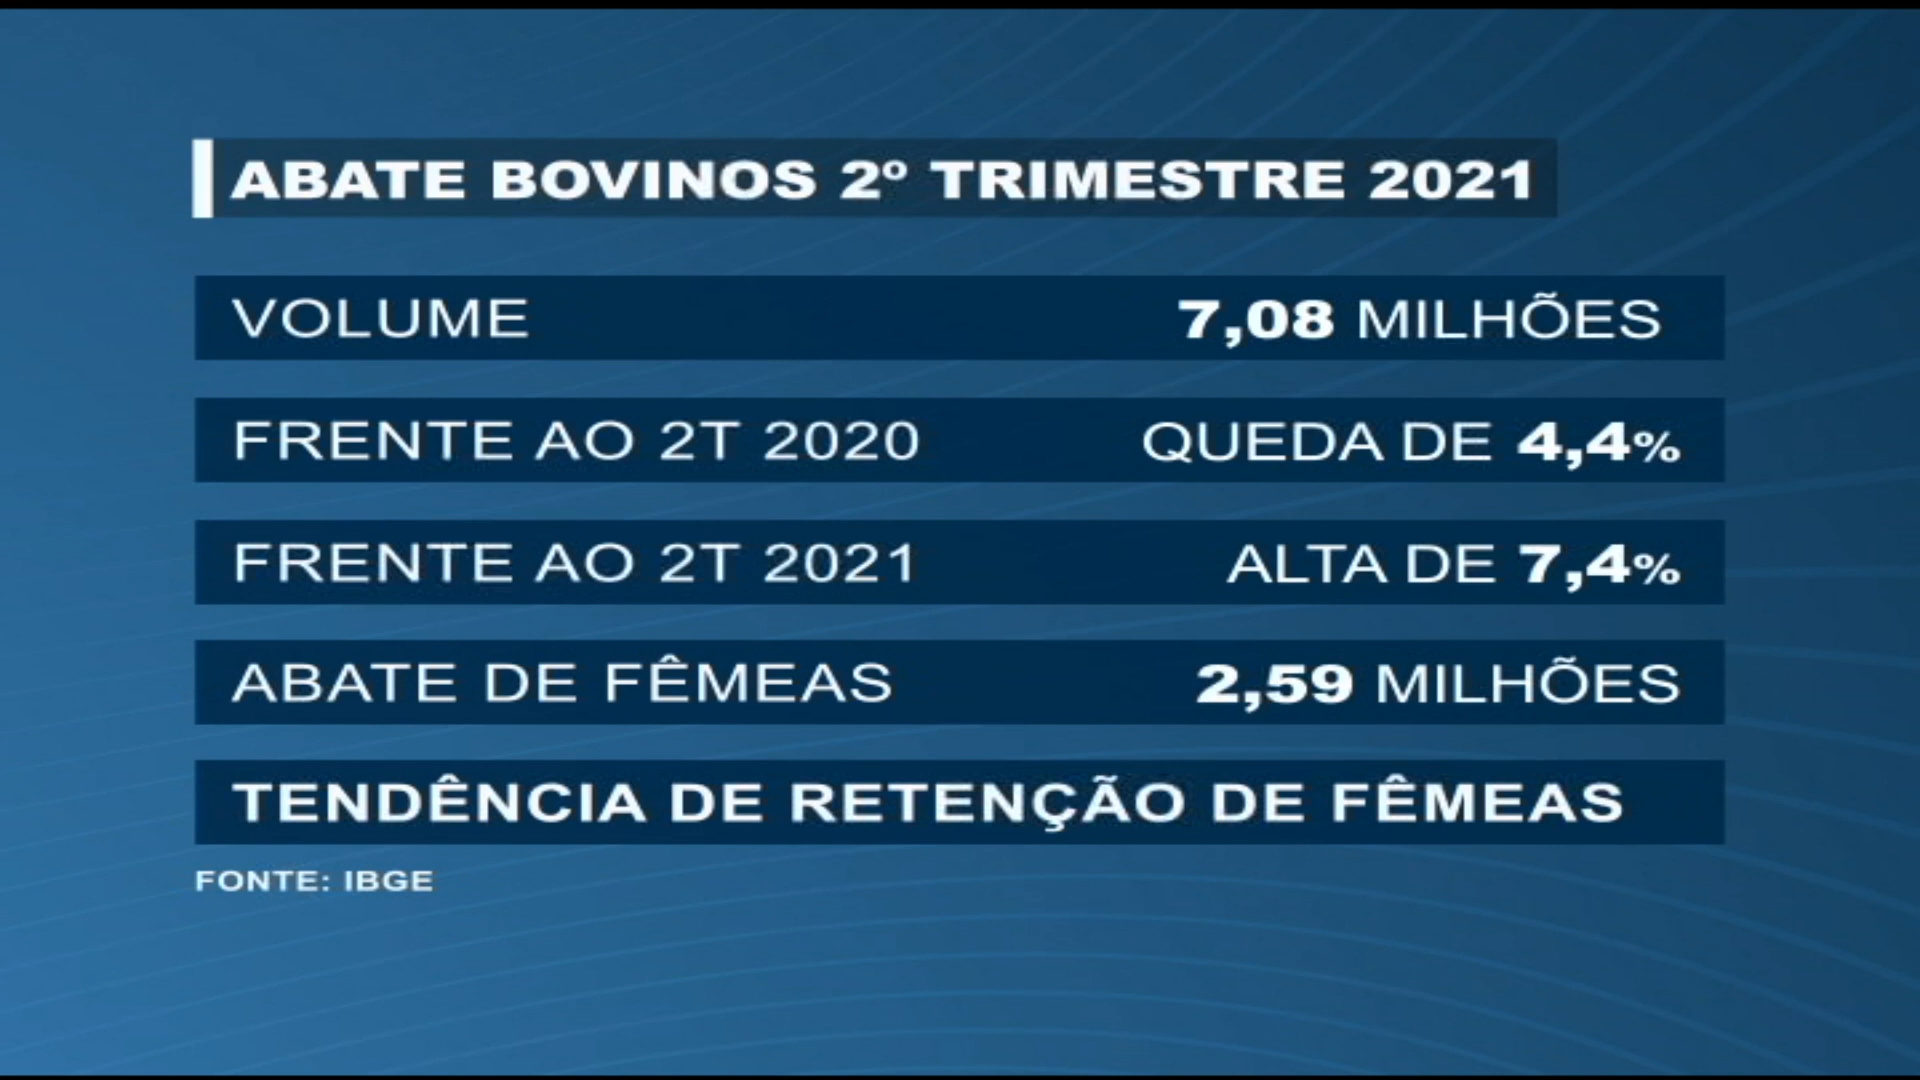 ABATE BOVINOS 2º TRIMESTRE 2021
VOLUME 7,08 MILHÕES
FRENTE AO 2T 2020 QUEDA DE 4,4%
FRENTE AO 2T 2021 ALTA DE 7,4%
ABATE DE FÊMEAS 2,59 MILHÕES
TENDÊNCIA DE RETENÇÃO DE FÊMEAS
FONTE: IBGE